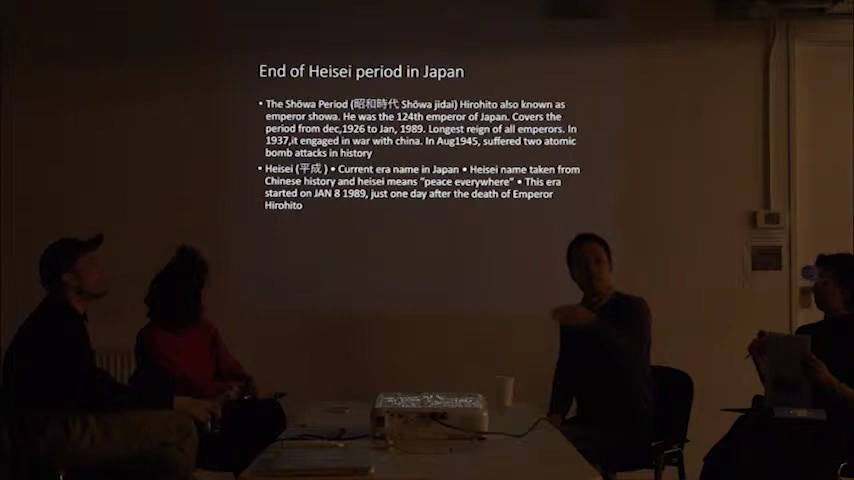 End of Heisei period in Japan
• The Shōwa Period (昭和時代 Shōwa jidai) Hirohito also known as
emperor showa. He was the 124th emperor of Japan. Covers the
period from dec,1926 to Jan, 1989. Longest reign of all emperors. In
1937,it engaged in war with china. In Aug1945, suffered two atomic
bomb attacks in history
• Heisei (平成 ) • Current era name in Japan • Heisei name taken from
Chinese history and heisei means "peace everywhere" • This era
started on JAN 8 1989, just one day after the death of Emperor
Hirohito